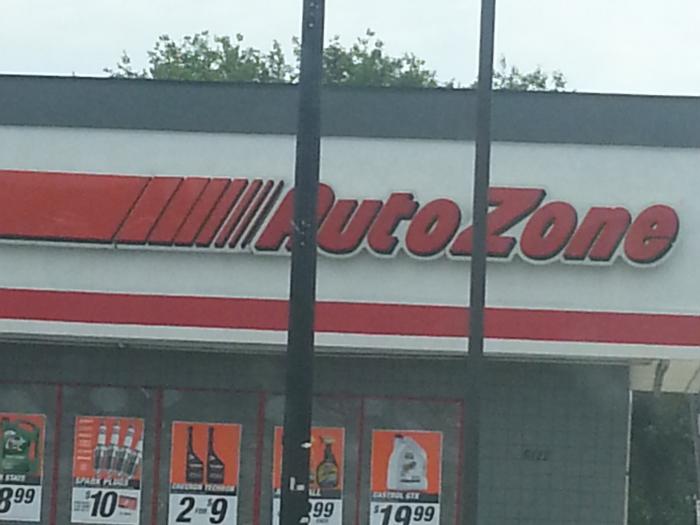 AutoZone
SPARK PLUGS
$10
CHEVRON TECHRON
2 FOR $9
CASTROL GTX
$19 99
8 99
99